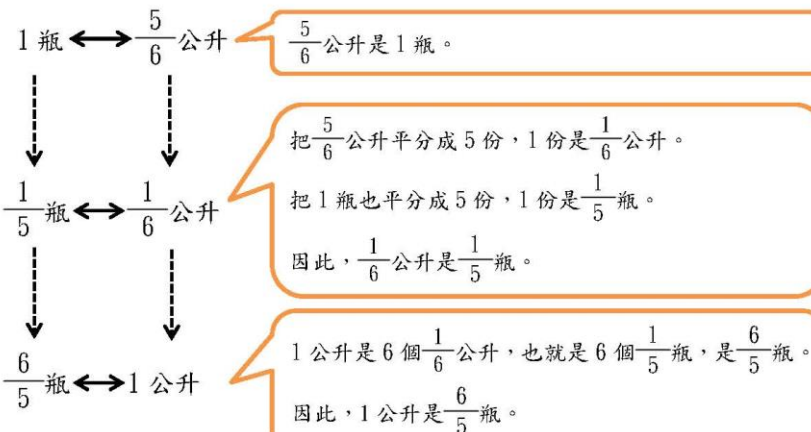 1 瓶 ⟷ 5/6 公升
5/6 公升是 1 瓶。
把 5/6 公升平分成 5 份，1 份是 1/6 公升。
把 1 瓶也平分成 5 份，1 份是 1/5 瓶。
因此，1/6 公升是 1/5 瓶。
1/5 瓶 ⟷ 1/6 公升
1 公升是 6 個 1/6 公升，也就是 6 個 1/5 瓶，是 6/5 瓶。
因此，1 公升是 6/5 瓶。
6/5 瓶 ⟷ 1 公升